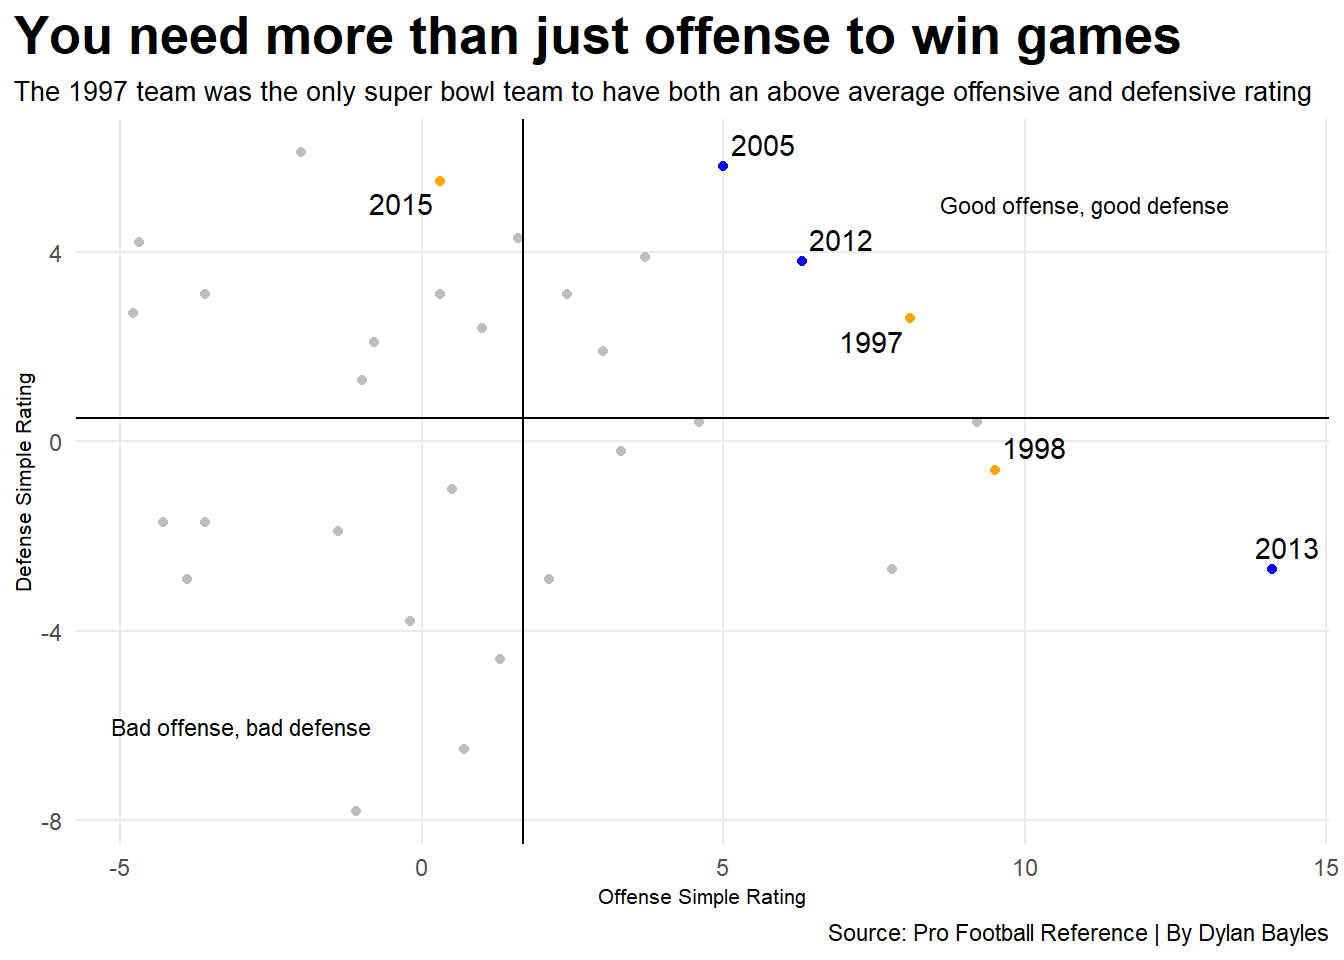 You need more than just offense to win games
The 1997 team was the only super bowl team to have both an above average offensive and defensive rating
2005
2015
Good offense, good defense
2012
4
1997
Defense Simple Rating
0
1998
2013
-4
Bad offense, bad defense
-8
-5 0 5 10 15
Offense Simple Rating
Source: Pro Football Reference | By Dylan Bayles